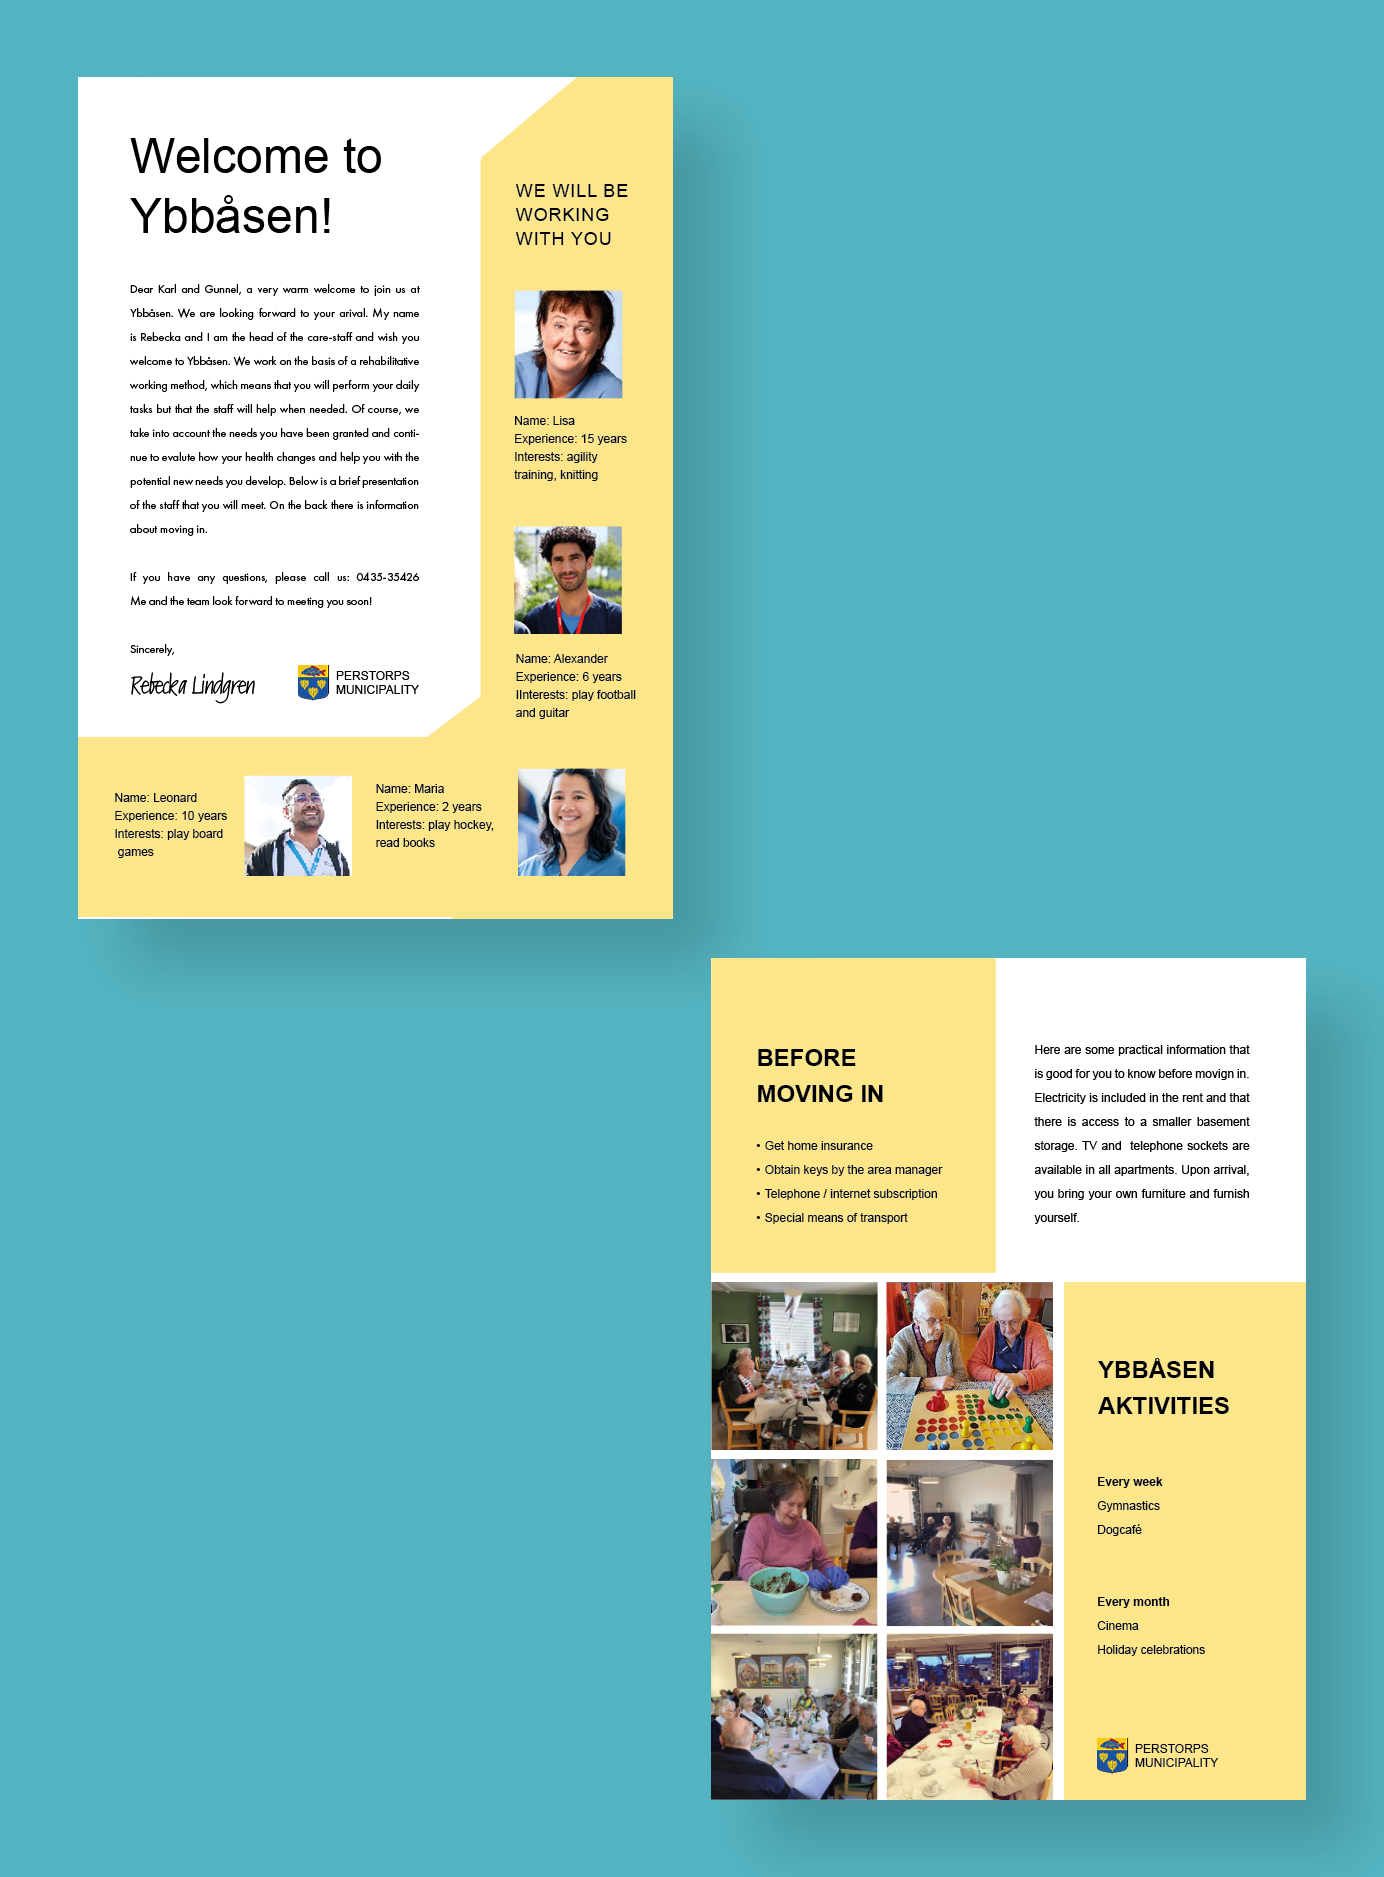 Welcome to
Ybbåsen!
Dear Karl and Gunnel, a very warm welcome to join us at
Ybbåsen. We are looking forward to your arival. My name
is Rebecka and I am the head of the care-staff and wish you
welcome to Ybbåsen. We work on the basis of a rehabilitative
working method, which means that you will perform your daily
tasks but that the staff will help when needed. Of course, we
take into account the needs you have been granted and conti-
nue to evalute how your health changes and help you with the
potential new needs you develop. Below is a brief presentation
of the staff that you will meet. On the back there is information
about moving in.
If you have any questions, please call us: 0435-35426
Me and the team look forward to meeting you soon!
Sincerely,
Rebecka Lindgren
PERSTORPS
MUNICIPALITY
WE WILL BE
WORKING
WITH YOU
Name: Lisa
Experience: 15 years
Interests: agility
training, knitting
Name: Alexander
Experience: 6 years
IInterests: play football
and guitar
Name: Leonard
Experience: 10 years
Interests: play board
games
Name: Maria
Experience: 2 years
Interests: play hockey,
read books
BEFORE
MOVING IN
• Get home insurance
• Obtain keys by the area manager
• Telephone / internet subscription
• Special means of transport
Here are some practical information that
is good for you to know before movign in.
Electricity is included in the rent and that
there is access to a smaller basement
storage. TV and telephone sockets are
available in all apartments. Upon arrival,
you bring your own furniture and furnish
yourself.
YBBÅSEN
AKTIVITIES
Every week
Gymnastics
Dogcafé
Every month
Cinema
Holiday celebrations
PERSTORPS
MUNICIPALITY